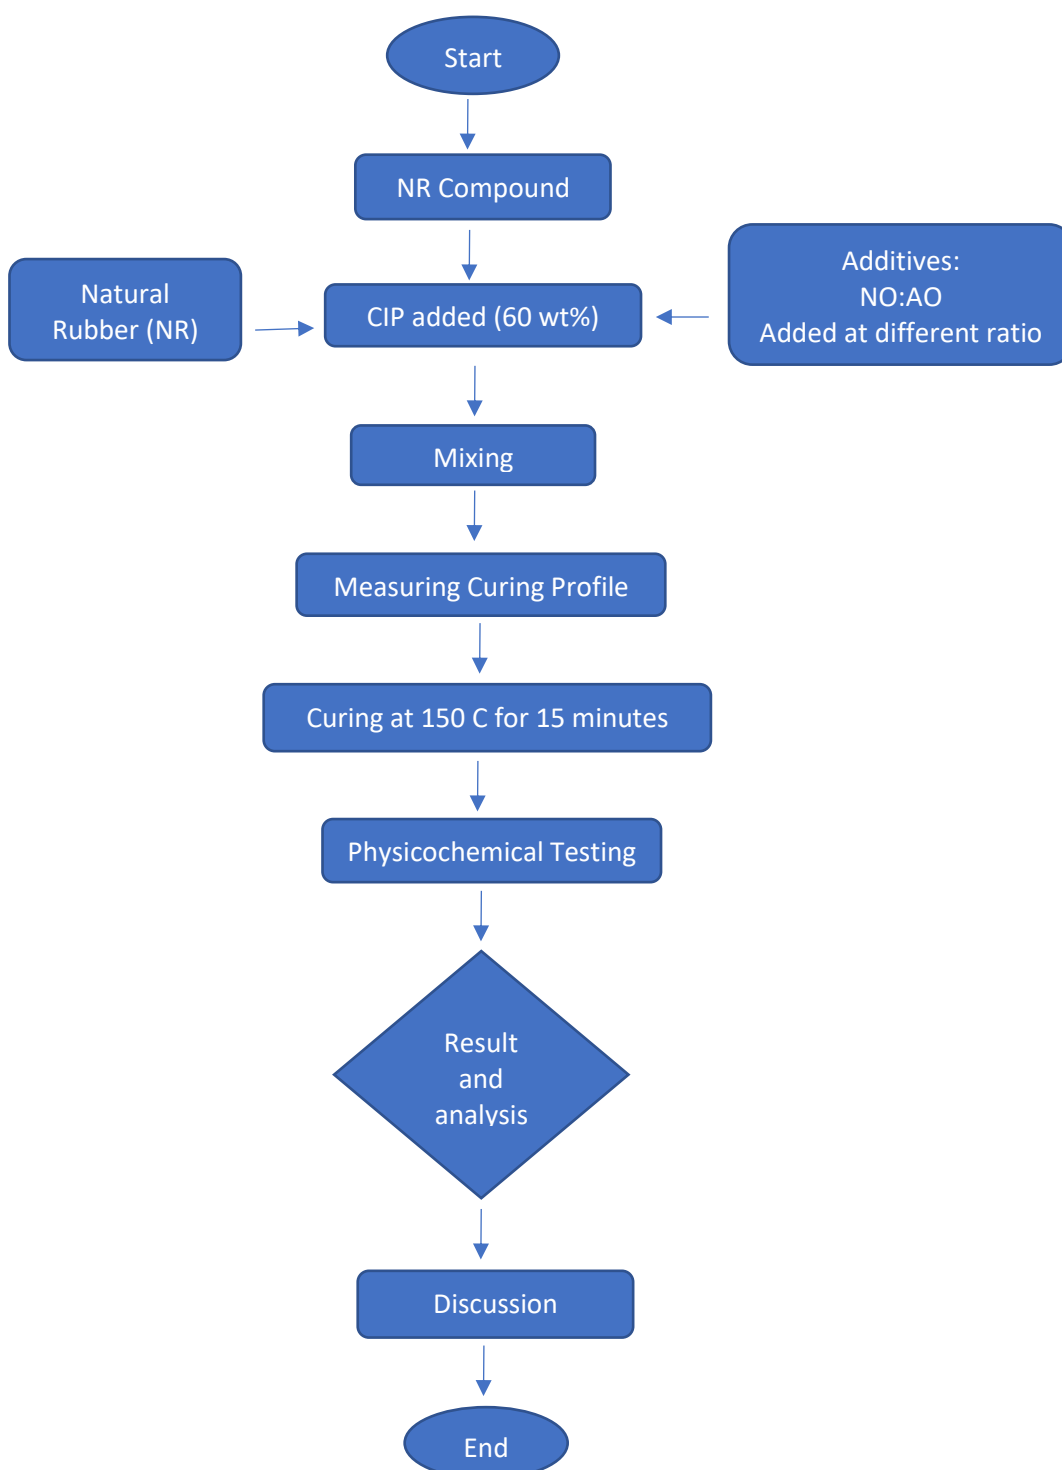 Start
NR Compound
Natural
Rubber (NR)
CIP added (60 wt%)
Additives:
NO:AO
Added at different ratio
Mixing
Measuring Curing Profile
Curing at 150 C for 15 minutes
Physicochemical Testing
Result
and
analysis
Discussion
End